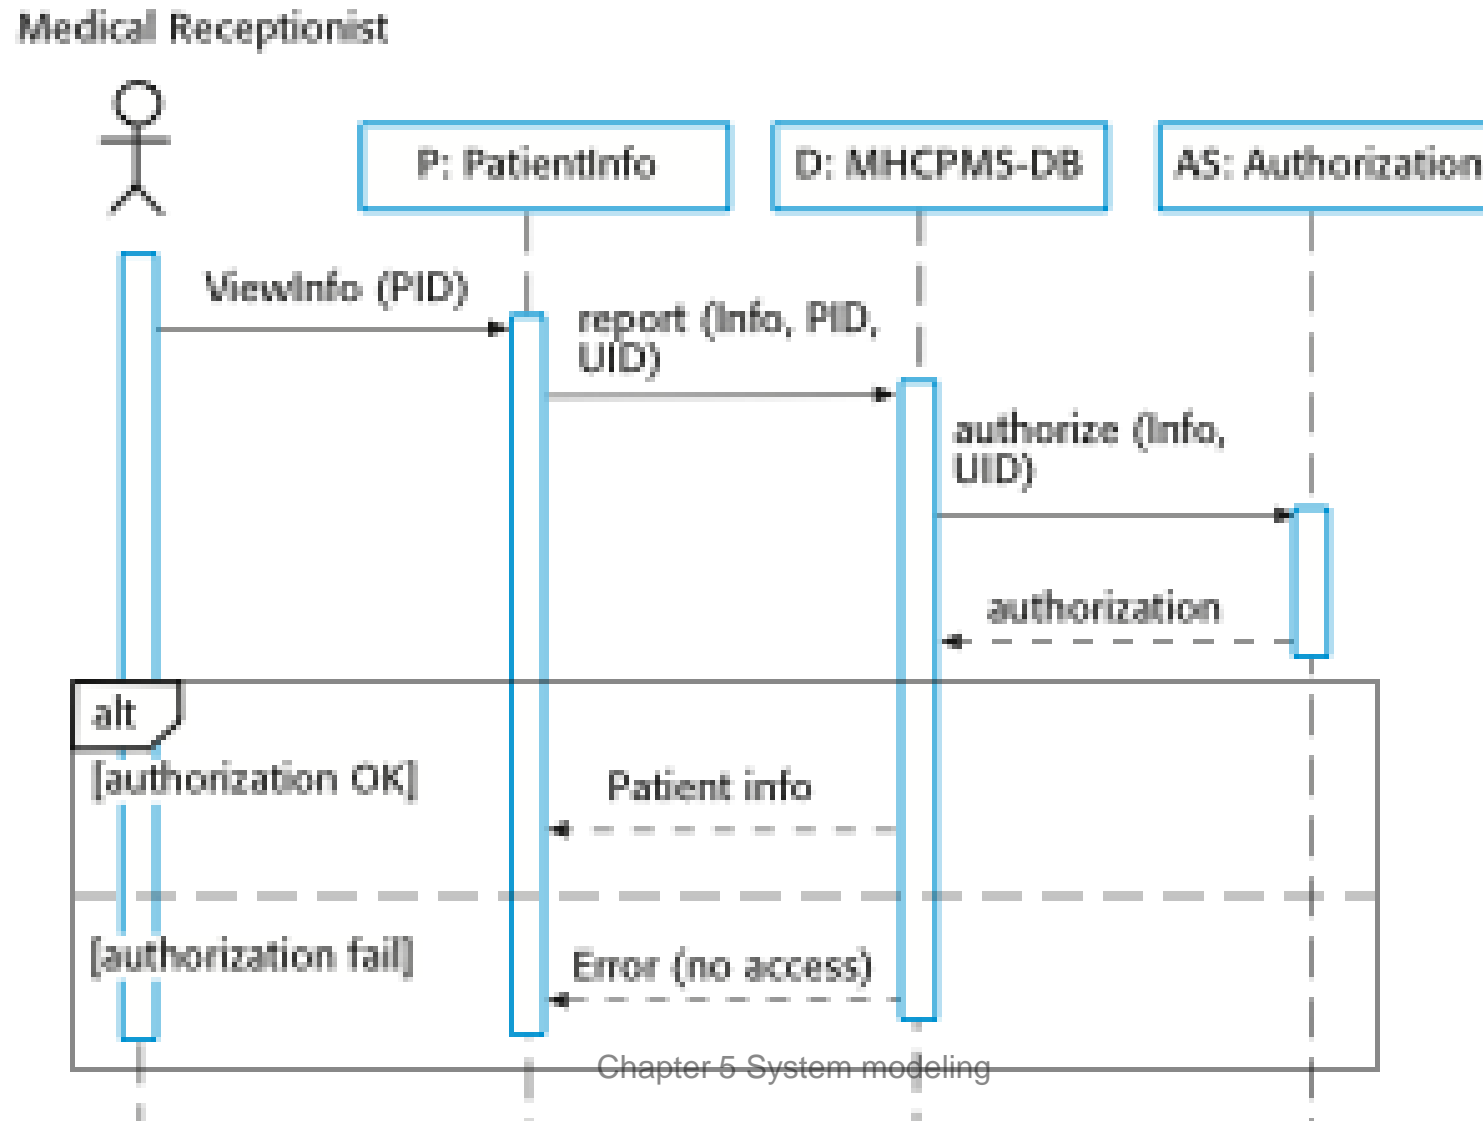 Medical Receptionist
P: PatientInfo
D: MHCPMS-DB
AS: Authorization
ViewInfo (PID)
report (Info, PID,
UID)
authorize (Info,
UID)
authorization
alt
[authorization OK]
Patient info
[authorization fail]
Error (no access)
Chapter 5 System modeling